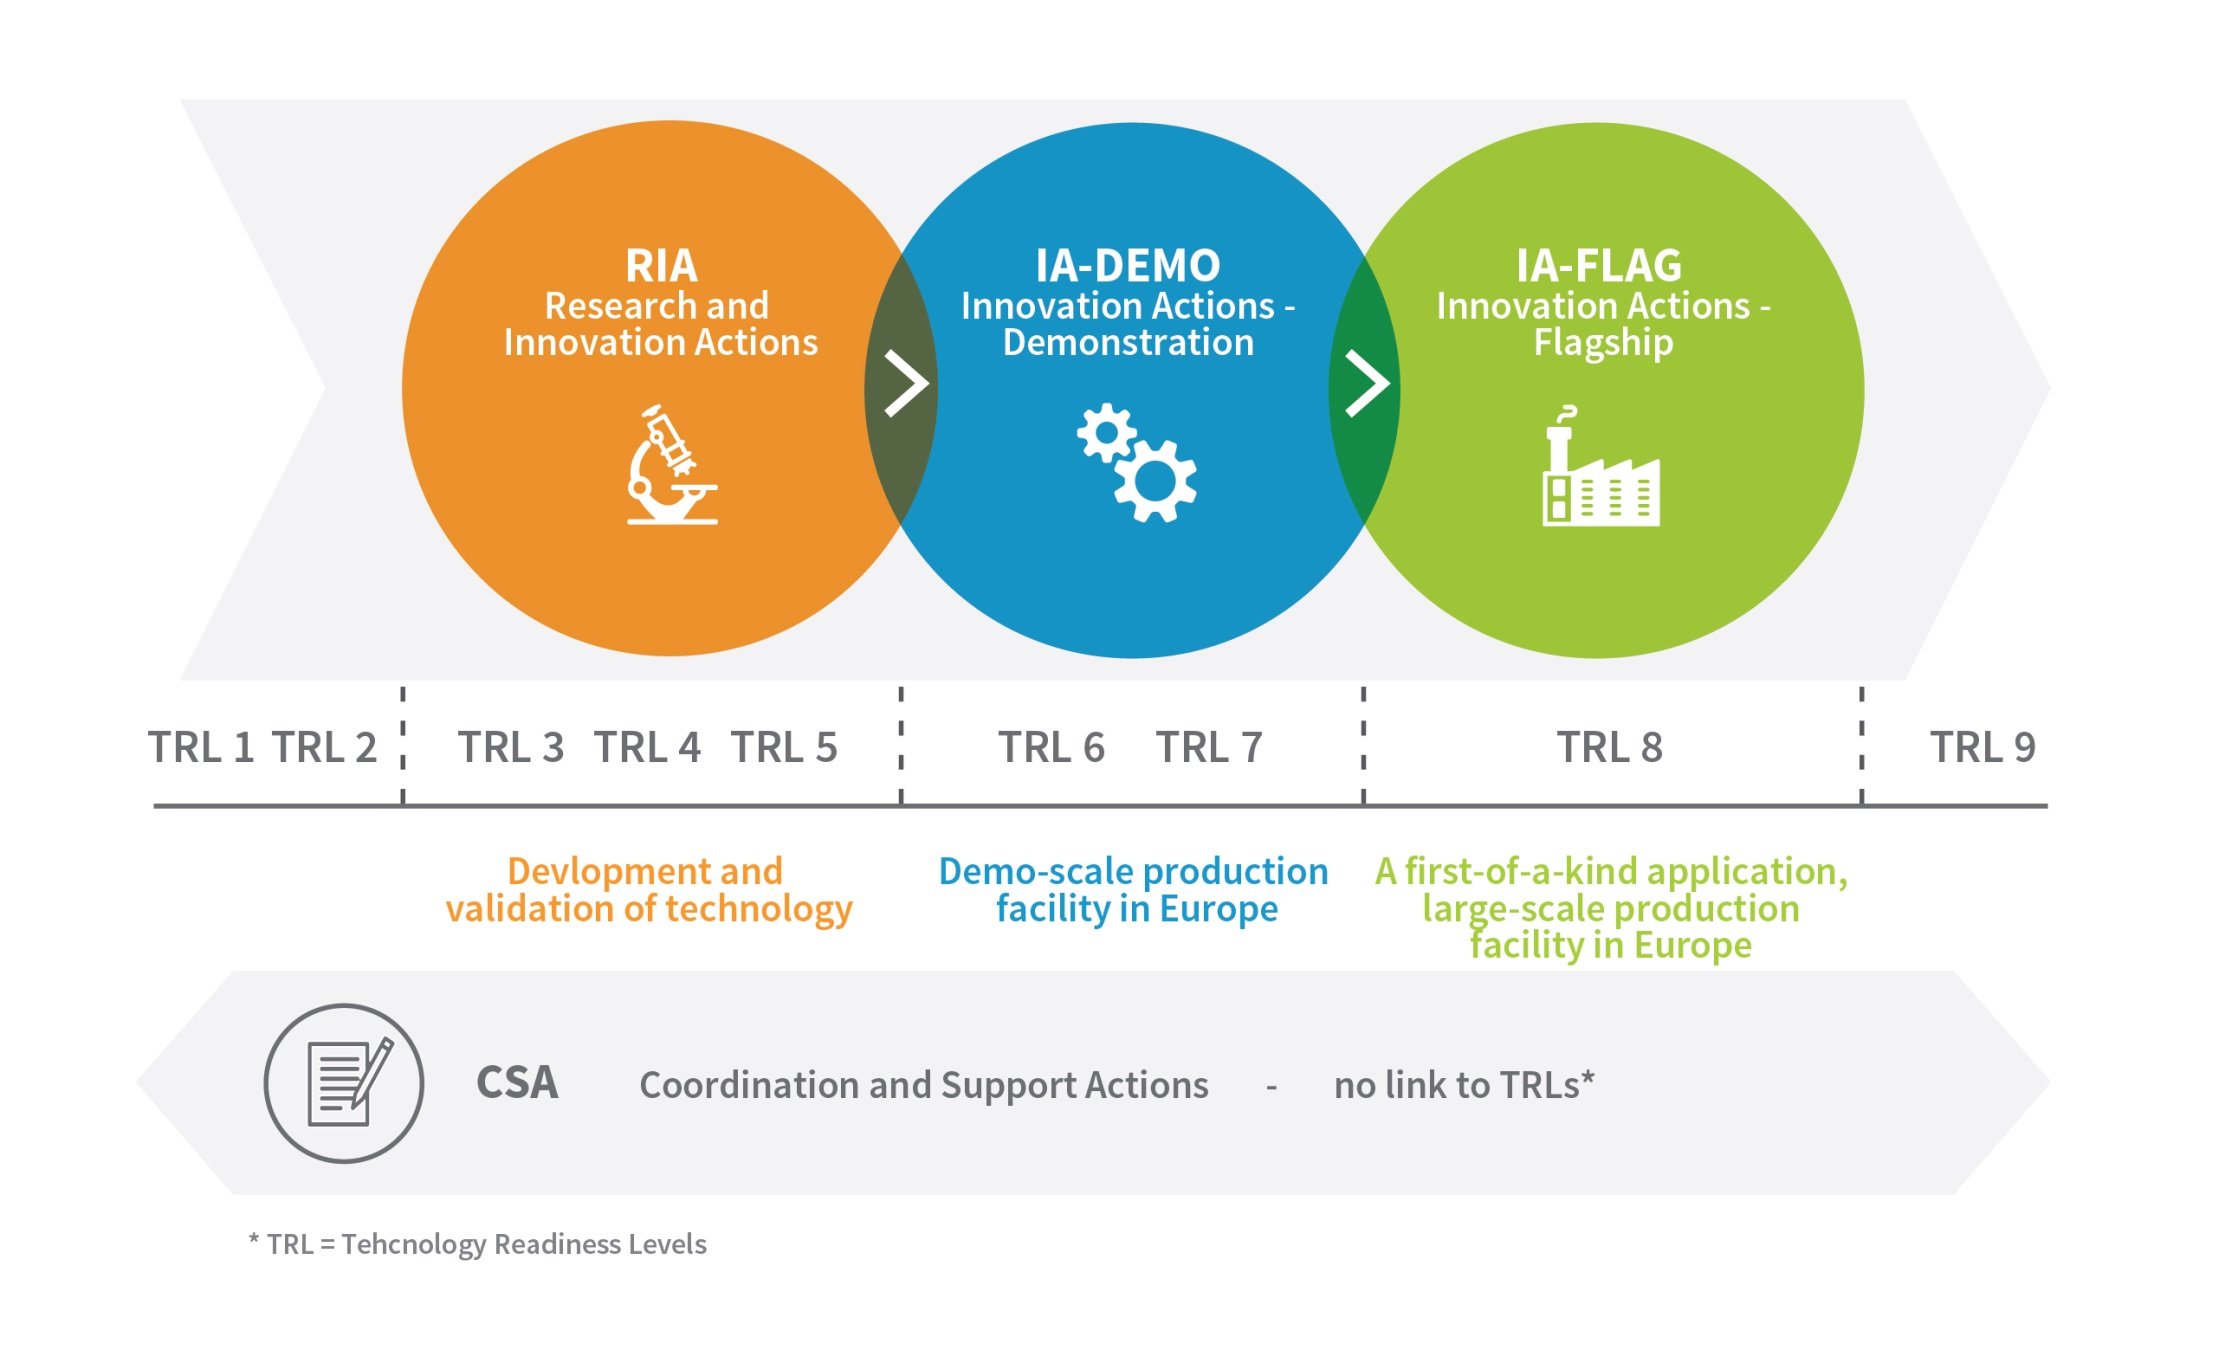 RIA
Research and
Innovation Actions
IA-DEMO
Innovation Actions -
Demonstration
IA-FLAG
Innovation Actions -
Flagship
TRL 1 TRL 2 TRL 3 TRL 4 TRL 5 TRL 6 TRL 7 TRL 8 TRL 9
Devlopment and
validation of technology
Demo-scale production
facility in Europe
A first-of-a-kind application,
large-scale production
facility in Europe
CSA Coordination and Support Actions - no link to TRLs*
* TRL = Tehcnology Readiness Levels